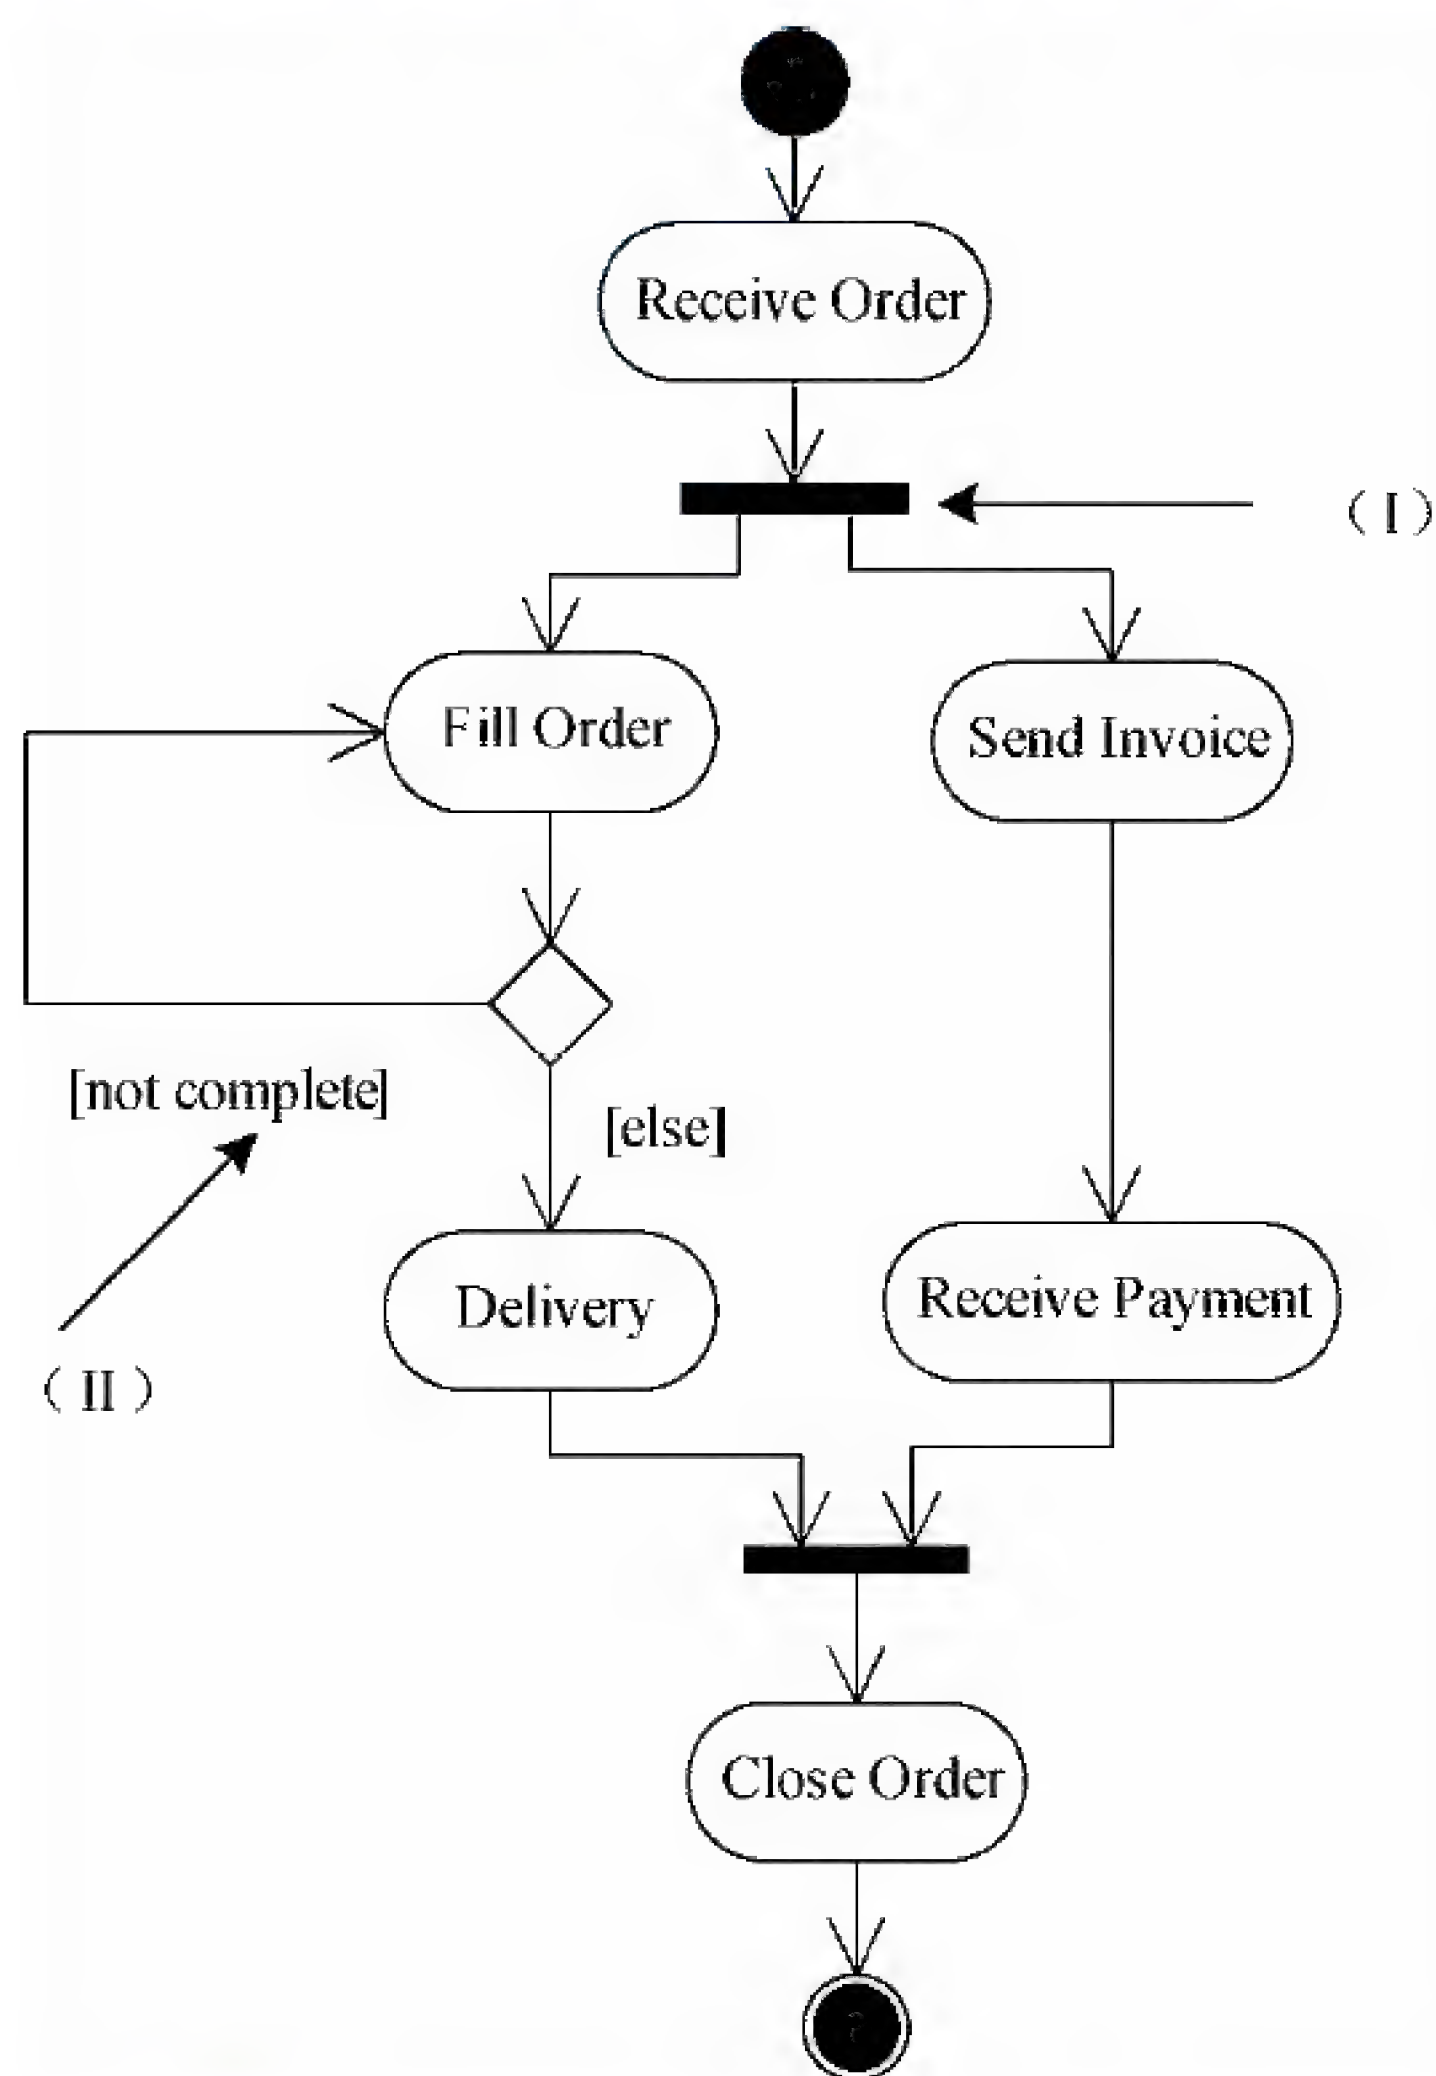 Receive Order
（I）
Fill Order
Send Invoice
[not complete]
[else]
Delivery
Receive Payment
（II）
Close Order